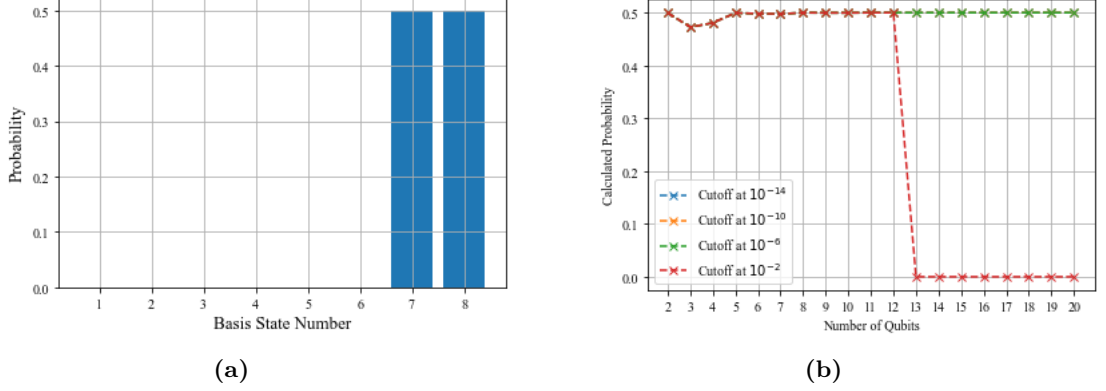 0.5
0.4
0.3
0.2
0.1
0.0
Probability
1 2 3 4 5 6 7 8
Basis State Number
(a)
0.5
0.4
0.3
0.2
0.1
0.0
Calculated Probability
Cutoff at 10⁻¹⁴
Cutoff at 10⁻¹⁰
Cutoff at 10⁻⁶
Cutoff at 10⁻²
2 3 4 5 6 7 8 9 10 11 12 13 14 15 16 17 18 19 20
Number of Qubits
(b)